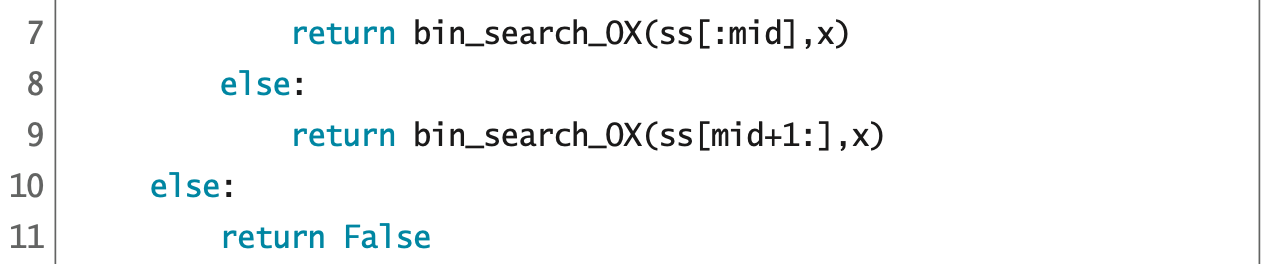 7 return bin_search_OX(ss[:mid],x)
8 else:
9 return bin_search_OX(ss[mid+1:],x)
10 else:
11 return False